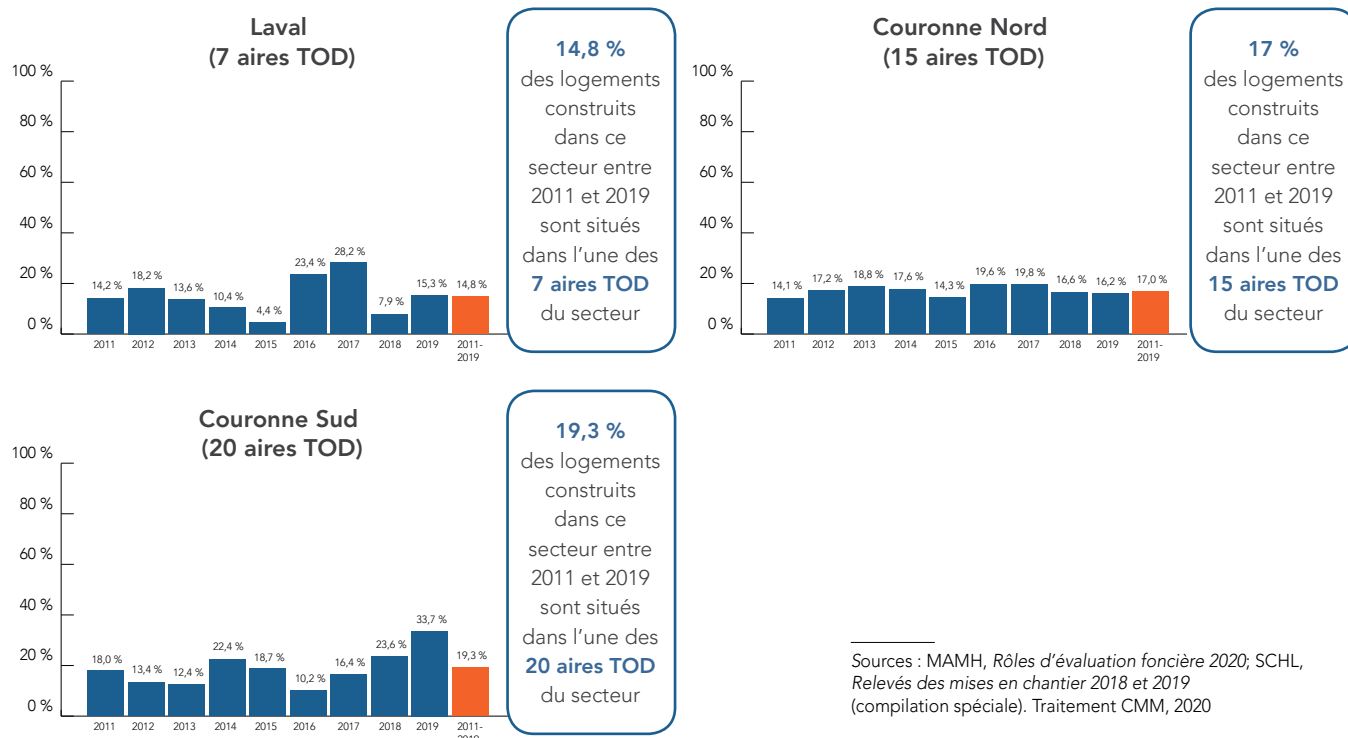 Laval
(7 aires TOD)
100 %
80 %
60 %
40 %
20 %
0 %
14,2 %
18,2 %
13,6 %
10,4 %
4,4 %
23,4 %
28,2 %
7,9 %
15,3 %
14,8 %
2011
2012
2013
2014
2015
2016
2017
2018
2019
2011-
2019
14,8 %
des logements
construits
dans ce
secteur entre
2011 et 2019
sont situés
dans l'une des
7 aires TOD
du secteur
Couronne Nord
(15 aires TOD)
100 %
80 %
60 %
40 %
20 %
0 %
14,1 %
17,2 %
18,8 %
17,6 %
14,3 %
19,6 %
19,8 %
16,6 %
16,2 %
17,0 %
2011
2012
2013
2014
2015
2016
2017
2018
2019
2011-
2019
17 %
des logements
construits
dans ce
secteur entre
2011 et 2019
sont situés
dans l'une des
15 aires TOD
du secteur
Couronne Sud
(20 aires TOD)
100 %
80 %
60 %
40 %
20 %
0 %
18,0 %
13,4 %
12,4 %
22,4 %
18,7 %
10,2 %
16,4 %
23,6 %
33,7 %
19,3 %
2011
2012
2013
2014
2015
2016
2017
2018
2019
2011-
2019
19,3 %
des logements
construits
dans ce
secteur entre
2011 et 2019
sont situés
dans l'une des
20 aires TOD
du secteur
Sources : MAMH, Rôles d'évaluation foncière 2020; SCHL,
Relevés des mises en chantier 2018 et 2019
(compilation spéciale). Traitement CMM, 2020